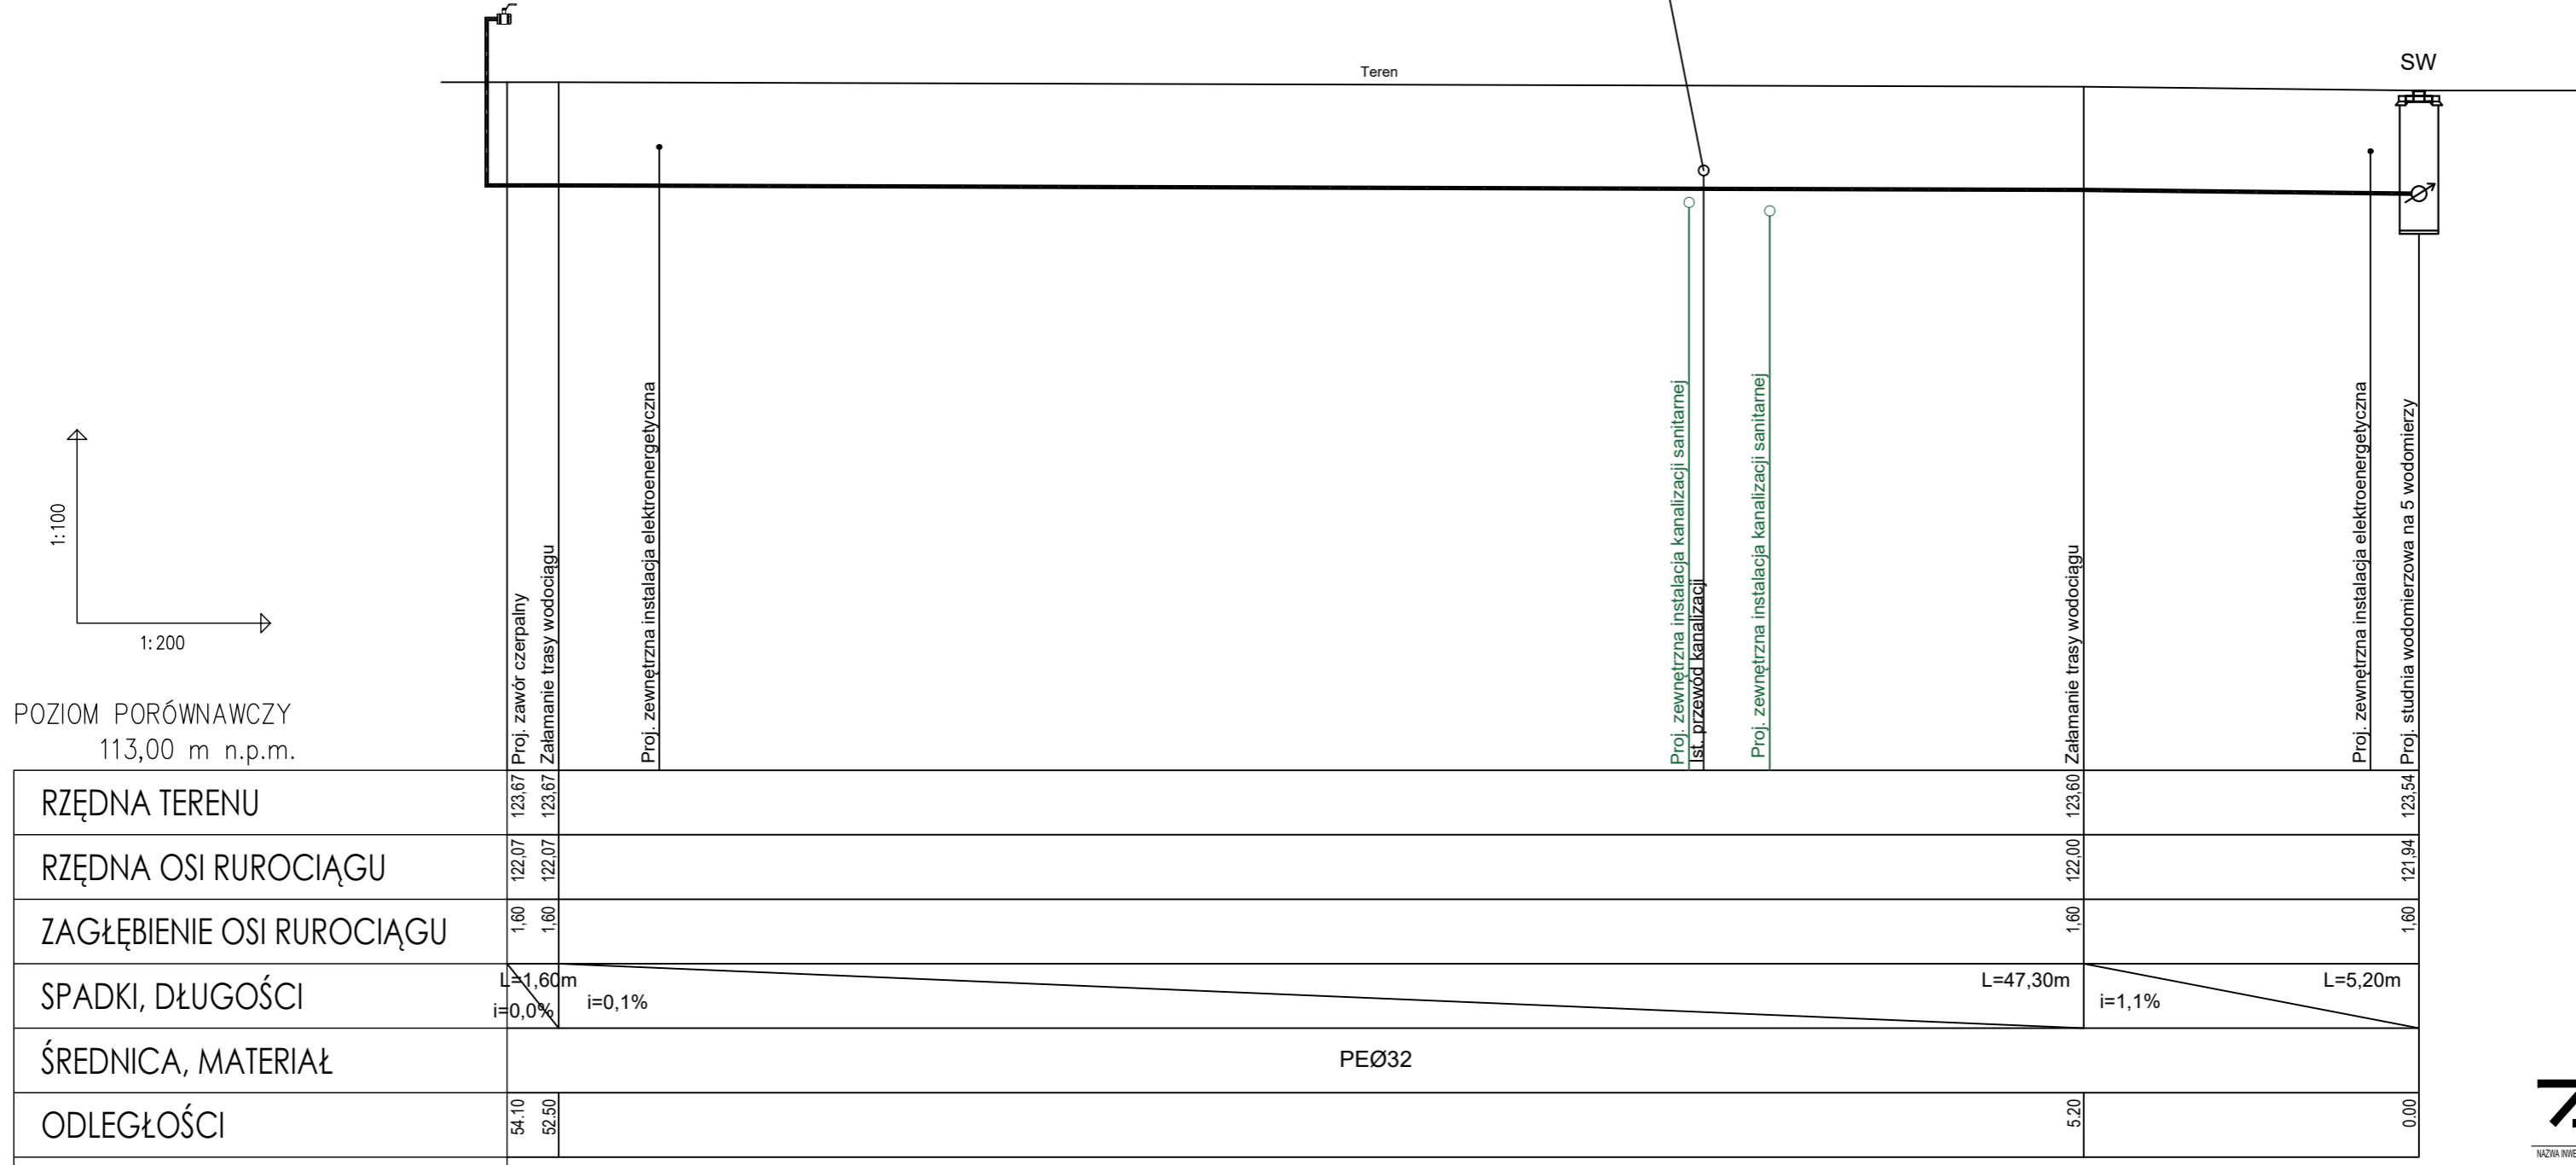 Teren
SW
1:100
1:200
POZIOM PORÓWNAWCZY
113,00 m n.p.m.
Proj. zawór czerpalny
Załamanie trasy wodociągu
Proj. zewnętrzna instalacja elektroenergetyczna
Proj. zewnętrzna instalacja kanalizacji sanitarnej
Ist. przewód kanalizacji
Proj. zewnętrzna instalacja kanalizacji sanitarnej
Załamanie trasy wodociągu
Proj. zewnętrzna instalacja elektroenergetyczna
Proj. studnia wodomierzowa na 5 wodomierzy
RZĘDNA TERENU 123,67 123,67 123,60 123,54
RZĘDNA OSI RUROCIĄGU 122,07 122,07 122,00 121,94
ZAGŁĘBIENIE OSI RUROCIĄGU 1,60 1,60 1,60 1,60
SPADKI, DŁUGOŚCI
L=1,60m
i=0,0%
i=0,1%
L=47,30m
i=1,1%
L=5,20m
ŚREDNICA, MATERIAŁ PEØ32
ODLEGŁOŚCI 54.10 52.50 5.20 0.00
NAZWA